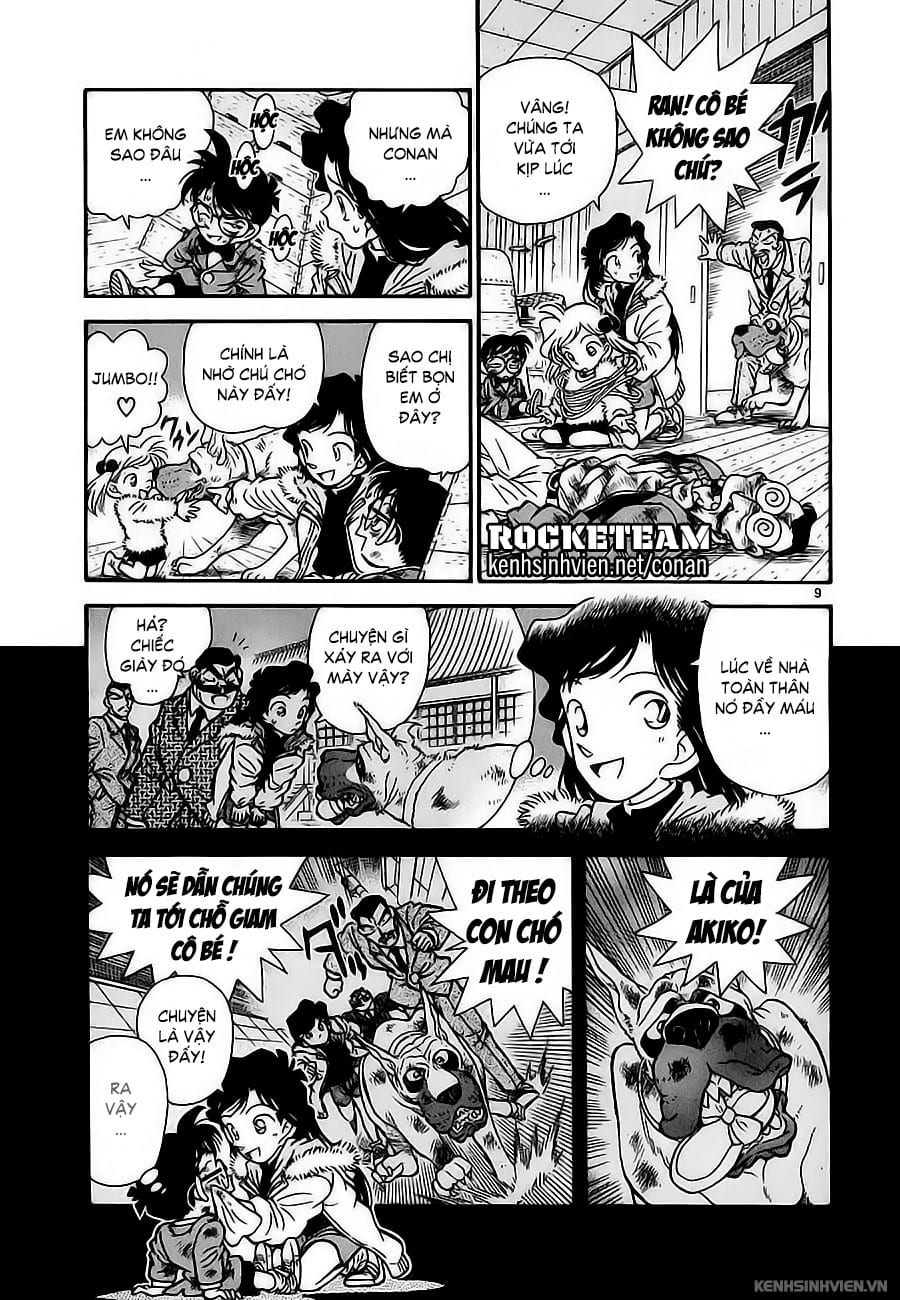 RAN! CÔ BÉ
KHÔNG SAO
CHỨ?
VÂNG!
CHÚNG TA
VỪA TỚI
KỊP LÚC
...
ガ
ROCKETEAM
kenhsinhvien.net/conan
9
NHƯNG MÀ
CONAN
...
HỘC
HỘC
HỘC
EM KHÔNG
SAO ĐÂU
...
SAO CHỊ
BIẾT BỌN
EM Ở
ĐÂY?
CHÍNH LÀ
NHỜ CHÚ CHÓ
NÀY ĐẤY!
JUMBO!!
♡
LÚC VỀ NHÀ
TOÀN THÂN
NÓ ĐẦY MÁU
...
CHUYỆN GÌ
XẢY RA VỚI
MÀY VẬY?
HẢ?
CHIẾC
GIÀY ĐÓ
...
LÀ CỦA
AKIKO!
ĐI THEO
CON CHÓ
MAU !
NÓ SẼ DẪN CHÚNG
TA TỚI CHỖ GIAM
CÔ BÉ !
CHUYỆN
LÀ VẬY
ĐẤY!
RA
VẬY
...
KENHSINHVIEN.VN